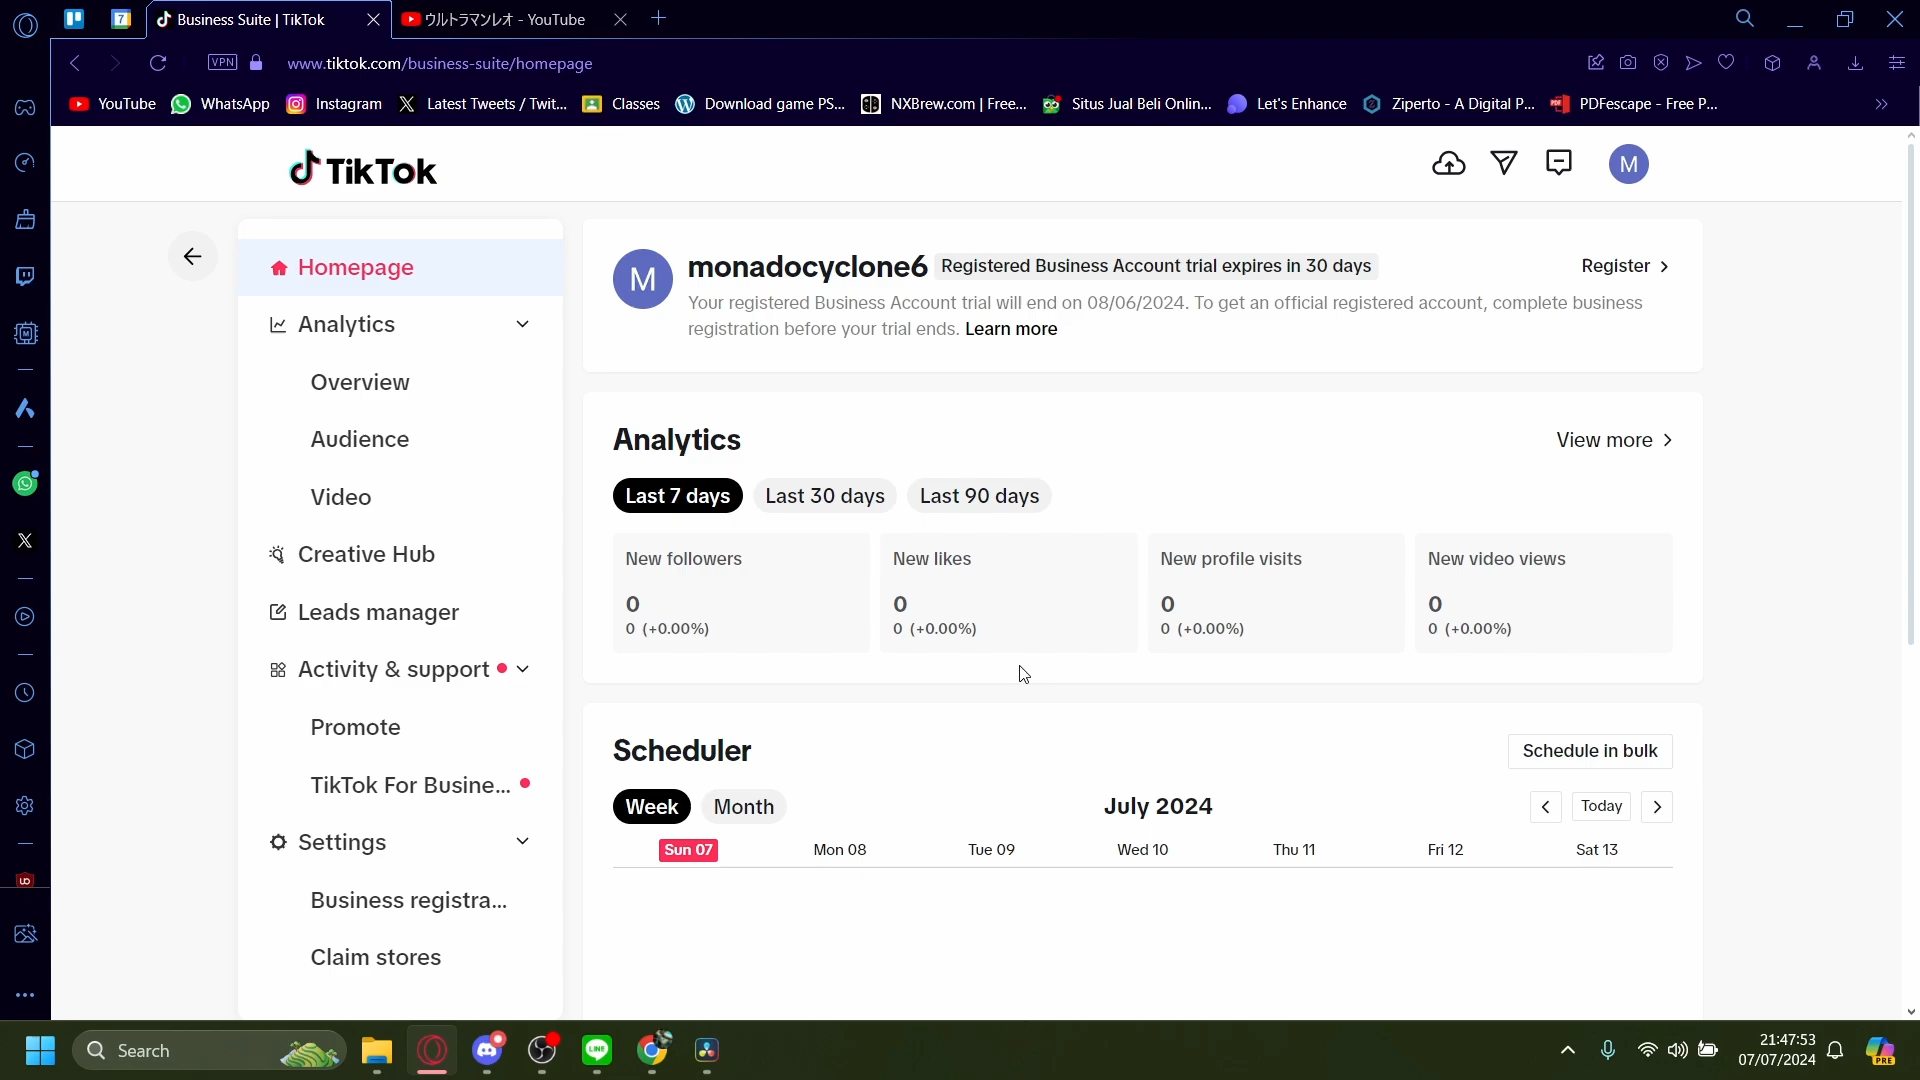 Business Suite | TikTok
ウルトラマンレオ - YouTube
VPN
www.tiktok.com/business-suite/homepage
YouTube
WhatsApp
Instagram
Latest Tweets / Twit...
Classes
Download game PS...
NXBrew.com | Free...
Situs Jual Beli Onlin...
Let's Enhance
Ziperto - A Digital P...
PDFescape - Free P...
TikTok
M
Homepage
Analytics
Overview
Audience
Video
Creative Hub
Leads manager
Activity & support
Promote
TikTok For Busine...
Settings
Business registra...
Claim stores
M
monadocyclone6
Registered Business Account trial expires in 30 days
Register
Your registered Business Account trial will end on 08/06/2024. To get an official registered account, complete business
registration before your trial ends. Learn more
Analytics
View more
Last 7 days
Last 30 days
Last 90 days
New followers
0
0 (+0.00%)
New likes
0
0 (+0.00%)
New profile visits
0
0 (+0.00%)
New video views
0
0 (+0.00%)
Scheduler
Schedule in bulk
Week
Month
July 2024
Today
Sun 07
Mon 08
Tue 09
Wed 10
Thu 11
Fri 12
Sat 13
Search
LINE
21:47:53
07/07/2024
PRE